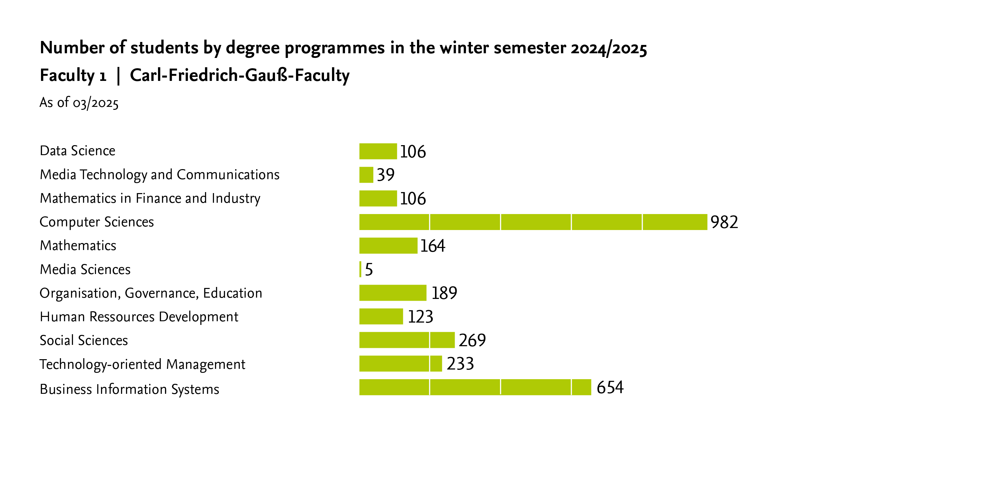 Number of students by degree programmes in the winter semester 2024/2025
Faculty 1 | Carl-Friedrich-Gauß-Faculty
As of 03/2025
Data Science 106
Media Technology and Communications 39
Mathematics in Finance and Industry 106
Computer Sciences 982
Mathematics 164
Media Sciences 5
Organisation, Governance, Education 189
Human Ressources Development 123
Social Sciences 269
Technology-oriented Management 233
Business Information Systems 654